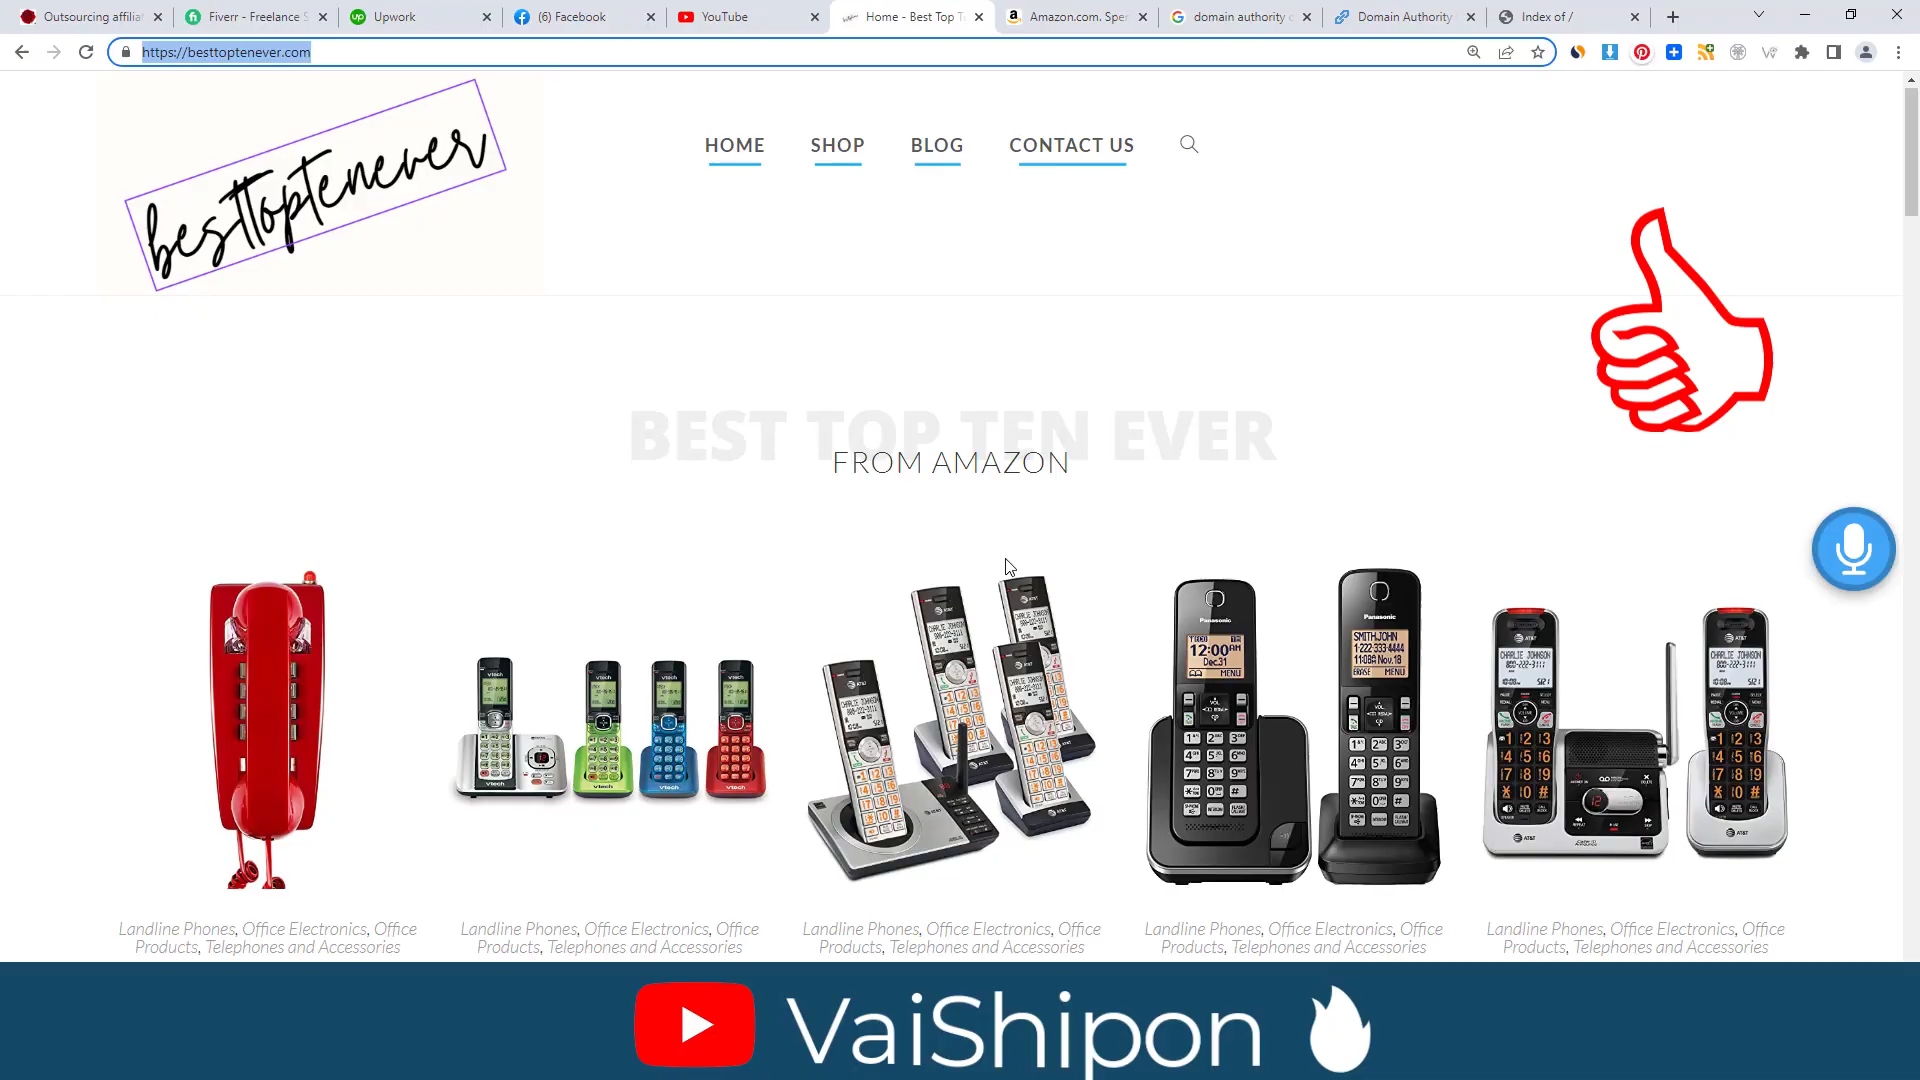 Outsourcing affilia
Fiverr - Freelance S
Upwork
(6) Facebook
YouTube
Home - Best Top T
Amazon.com. Spe
domain authority c
Domain Authority
Index of /
https://besttoptenever.com
besttoptenever
HOME
SHOP
BLOG
CONTACT US
BEST TOP TEN EVER
FROM AMAZON
Landline Phones, Office Electronics, Office
Products, Telephones and Accessories
Landline Phones, Office Electronics, Office
Products, Telephones and Accessories
Landline Phones, Office Electronics, Office
Products, Telephones and Accessories
Landline Phones, Office Electronics, Office
Products, Telephones and Accessories
Landline Phones, Office Electronics, Office
Products, Telephones and Accessories
VaiShipon